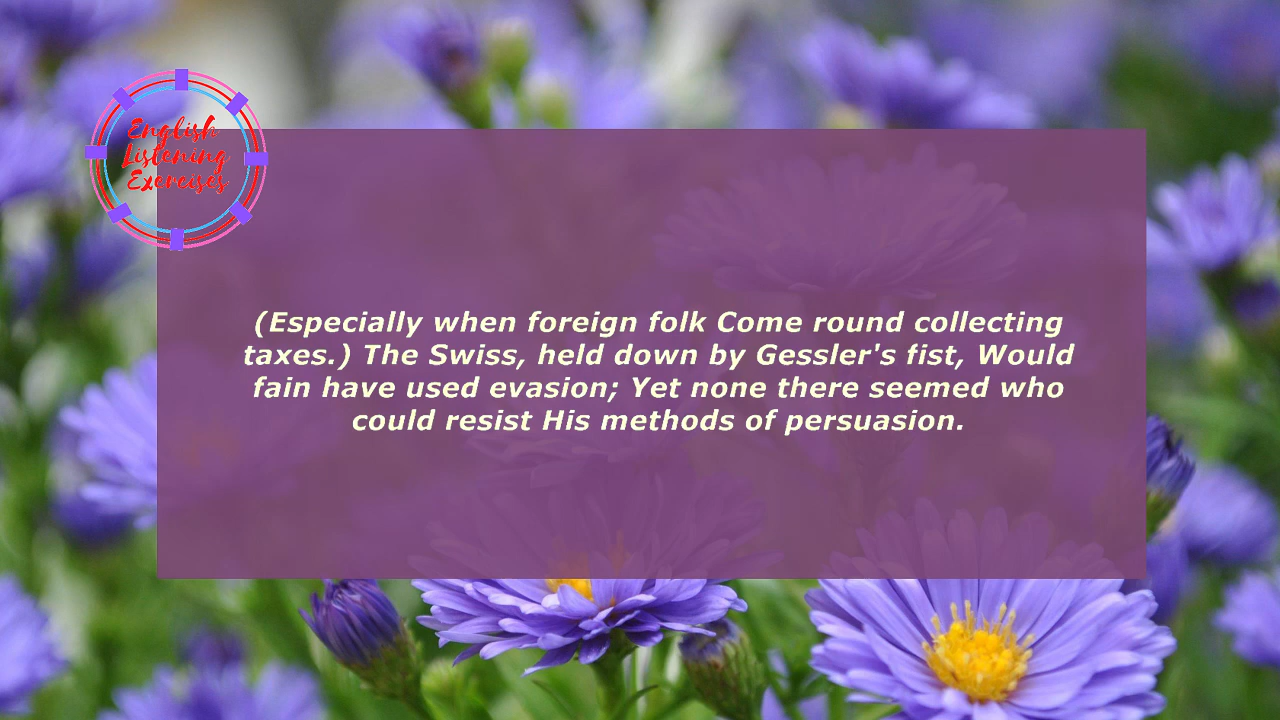 English
Listening
Exercises
(Especially when foreign folk Come round collecting
taxes.) The Swiss, held down by Gessler's fist, Would
fain have used evasion; Yet none there seemed who
could resist His methods of persuasion.